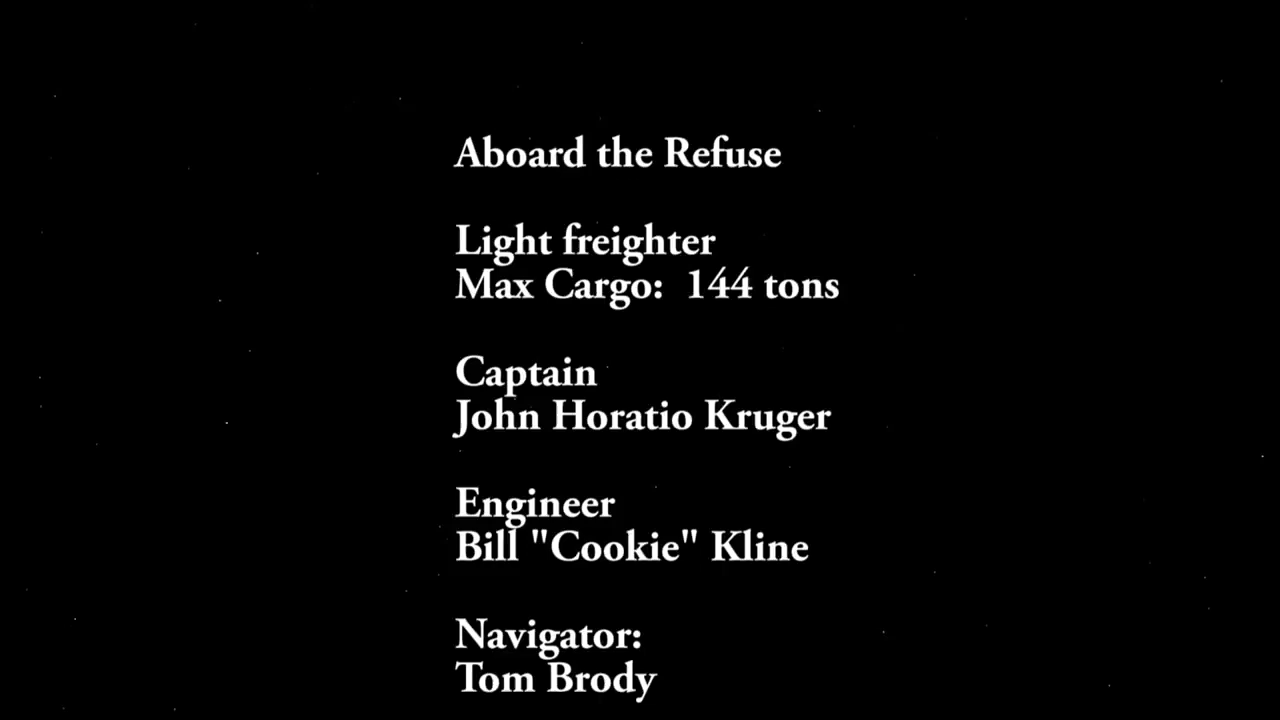 Aboard the Refuse
Light freighter
Max Cargo:  144 tons
Captain
John Horatio Kruger
Engineer
Bill "Cookie" Kline
Navigator:
Tom Brody